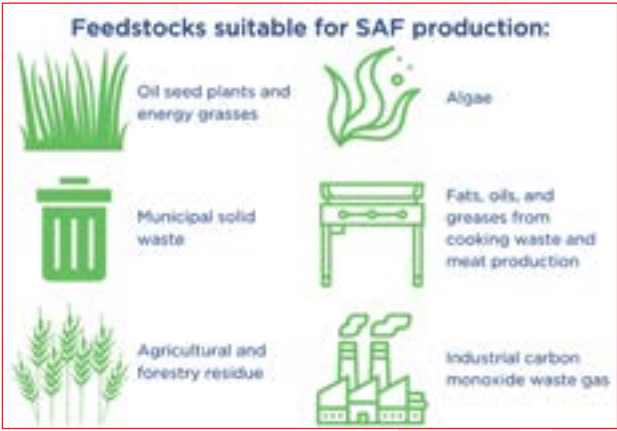 Feedstocks suitable for SAF production:
Oil seed plants and
energy grasses
Algae
Municipal solid
waste
Fats, oils, and
greases from
cooking waste and
meat production
Agricultural and
forestry residue
Industrial carbon
monoxide waste gas